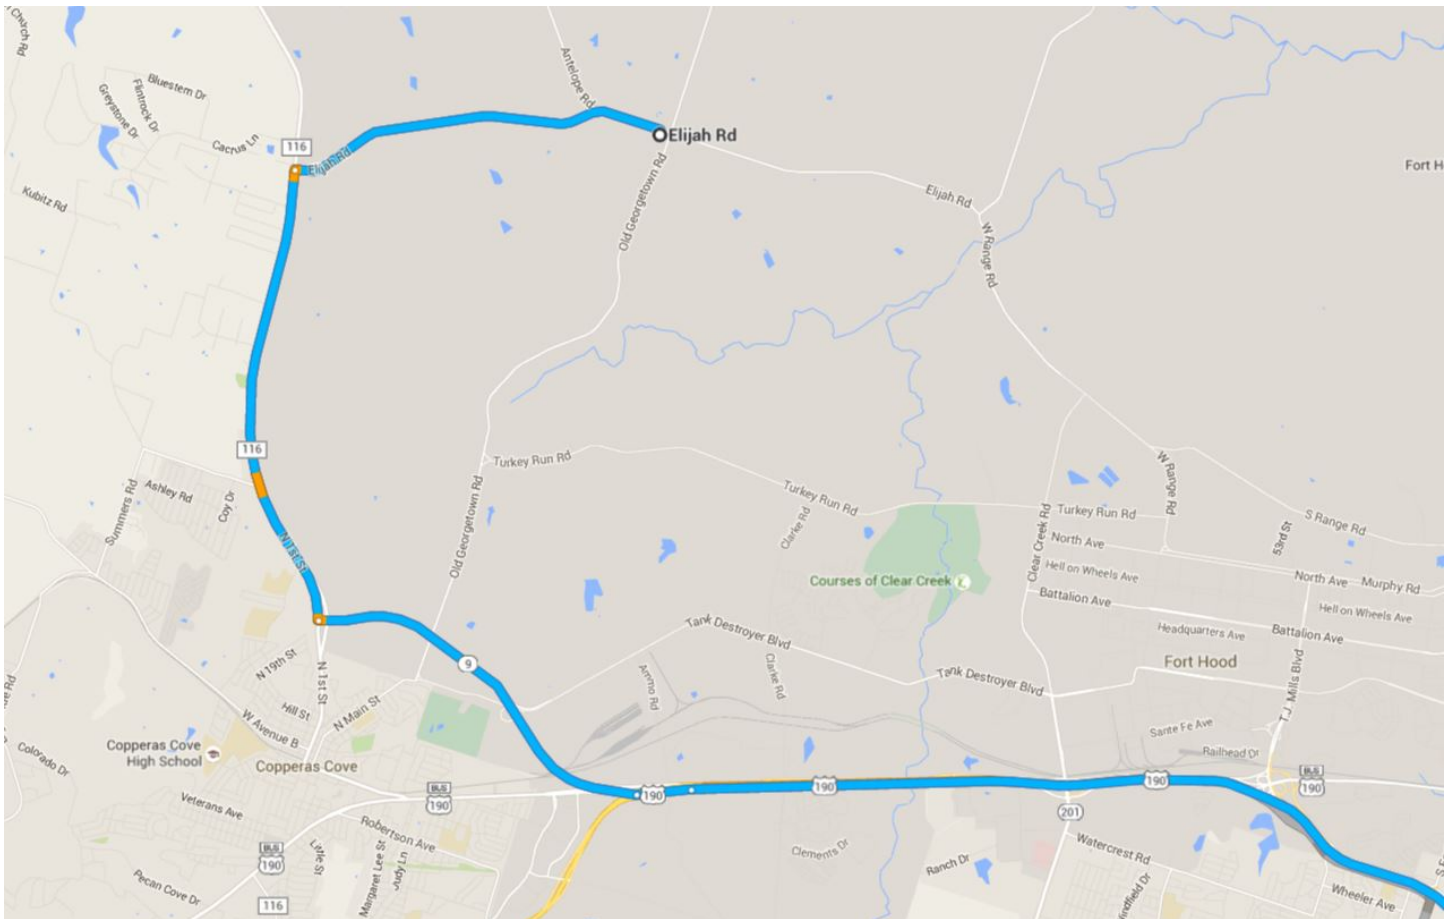 Church Rd
Bluestem Dr
Flintrock Dr
Greystone Dr
Cacrus Ln
Kubitz Rd
116
Elijah Rd
Antelope Rd
Elijah Rd
Old Georgetown Rd
Elijah Rd
W Range Rd
Fort H
116
Ashley Rd
Coy Dr
Summers Rd
N 1st St
Turkey Run Rd
Old Georgetown Rd
Turkey Run Rd
Clarke Rd
Courses of Clear Creek
Clear Creek Rd
Turkey Run Rd
W Range Rd
S Range Rd
53rd St
North Ave
North Ave
Murphy Rd
Hell on Wheels Ave
Hell on Wheels Ave
Battalion Ave
Battalion Ave
Headquarters Ave
Fort Hood
T.J. Mills Blvd
Tank Destroyer Blvd
Tank Destroyer Blvd
Clarke Rd
Ammo Rd
9
N 19th St
N 1st St
Hill St
N Main St
W Avenue B
Copperas Cove
High School
Copperas Cove
Colorado Dr
Veterans Ave
BUS
190
Robertson Ave
BUS
190
Little St
Margaret Lee St
Judy Ln
Pecan Cove Dr
116
190
190
190
Sante Fe Ave
Railhead Dr
BUS
190
201
Clements Dr
Ranch Dr
Watercrest Rd
Wheeler Ave